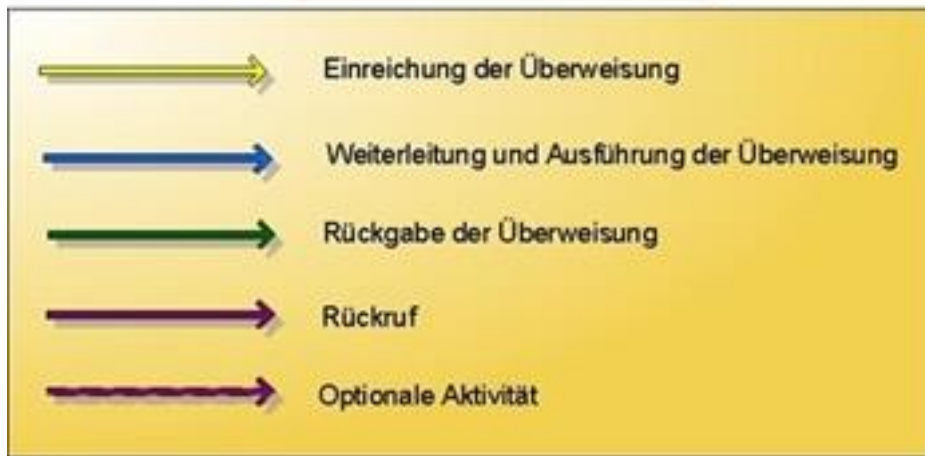 Einreichung der Überweisung
Weiterleitung und Ausführung der Überweisung
Rückgabe der Überweisung
Rückruf
Optionale Aktivität